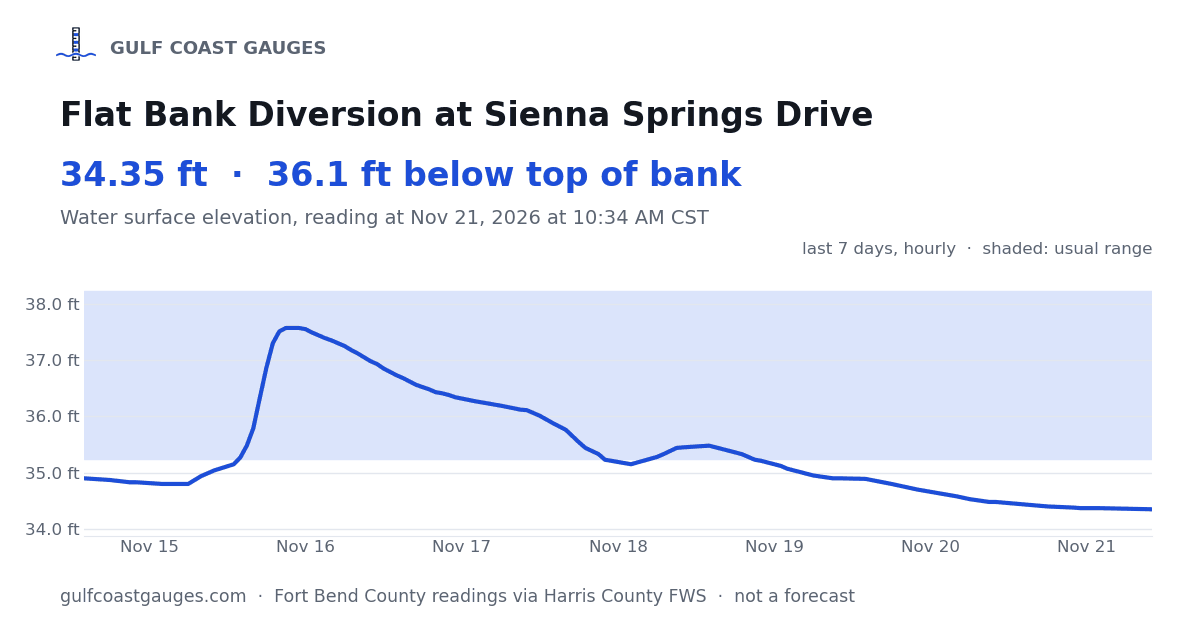 GULF COAST GAUGES
Flat Bank Diversion at Sienna Springs Drive
34.35 ft · 36.1 ft below top of bank
Water surface elevation, reading at Nov 21, 2026 at 10:34 AM CST
last 7 days, hourly · shaded: usual range
38.0 ft
37.0 ft
36.0 ft
35.0 ft
34.0 ft
Nov 15 Nov 16 Nov 17 Nov 18 Nov 19 Nov 20 Nov 21
gulfcoastgauges.com · Fort Bend County readings via Harris County FWS · not a forecast